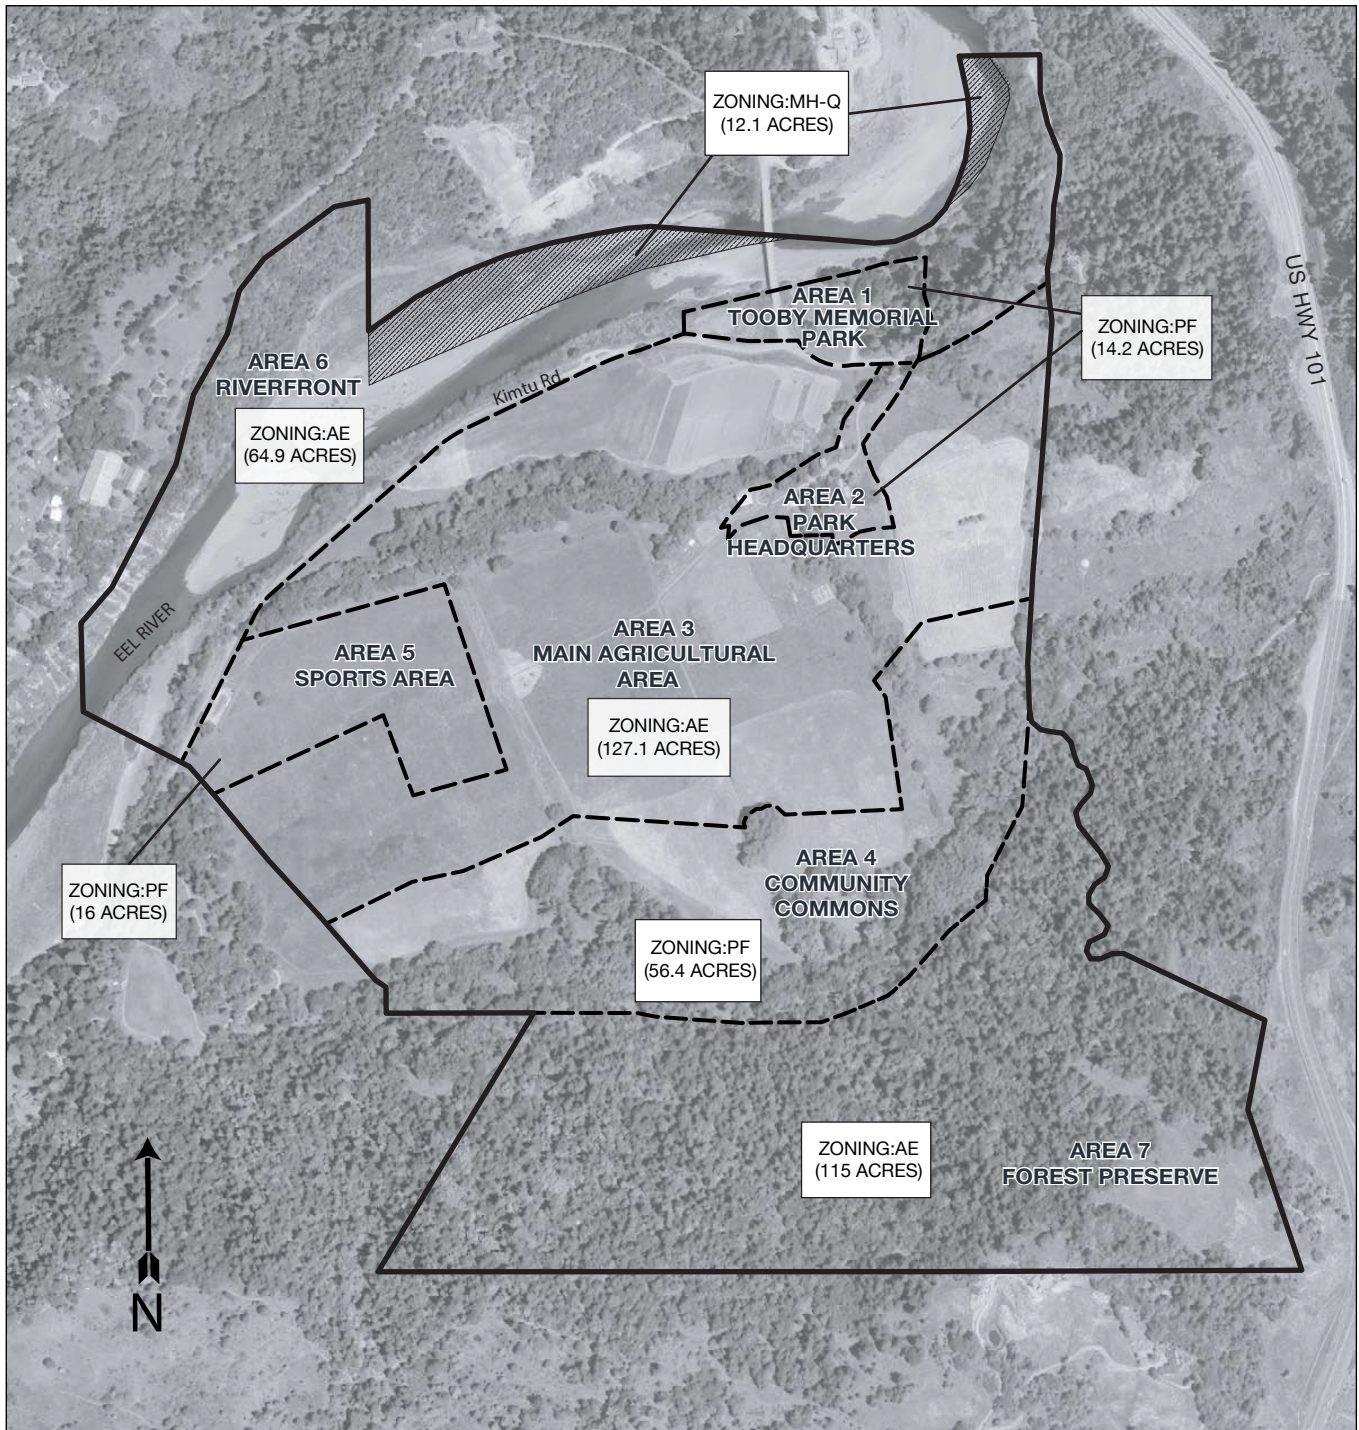 ZONING:MH-Q
(12.1 ACRES)
US HWY 101
AREA 1
TOOBY MEMORIAL
PARK
ZONING:PF
(14.2 ACRES)
AREA 6
RIVERFRONT
Kimtu Rd
ZONING:AE
(64.9 ACRES)
AREA 2
PARK
HEADQUARTERS
EEL RIVER
AREA 3
MAIN AGRICULTURAL
AREA
AREA 5
SPORTS AREA
ZONING:AE
(127.1 ACRES)
AREA 4
COMMUNITY
COMMONS
ZONING:PF
(16 ACRES)
ZONING:PF
(56.4 ACRES)
ZONING:AE
(115 ACRES)
AREA 7
FOREST PRESERVE
N